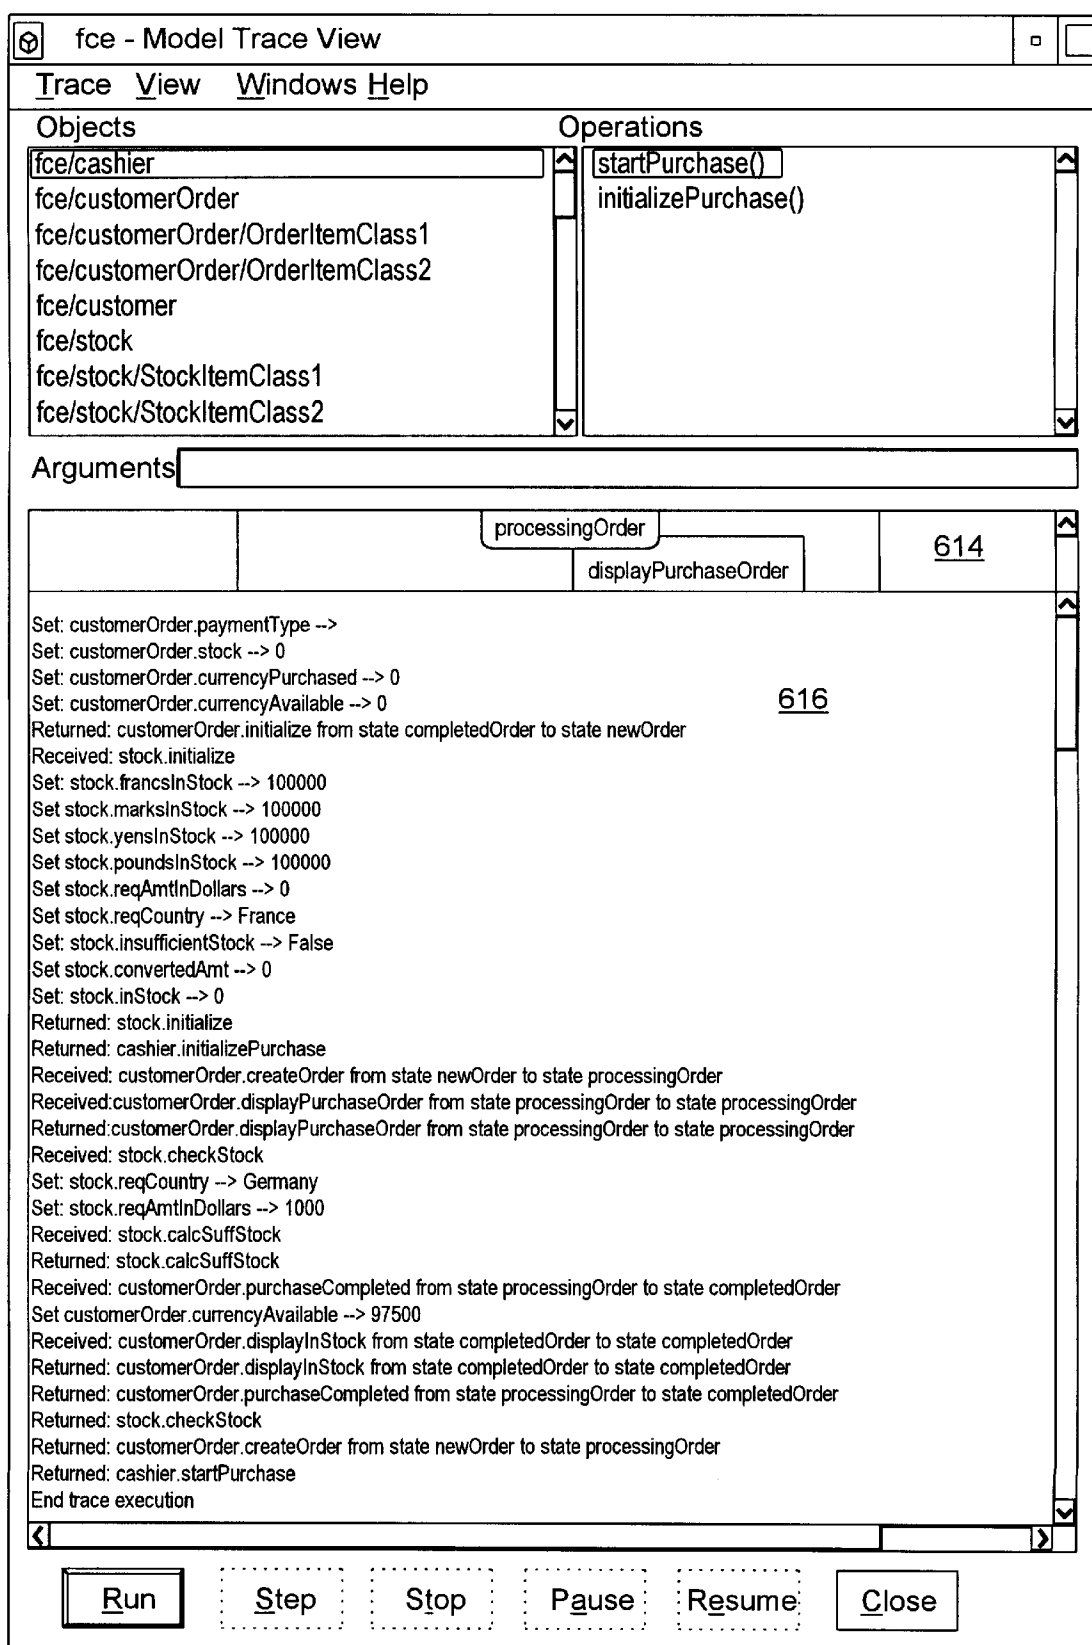 fce - Model Trace View
Trace View Windows Help
Objects Operations
fce/cashier
fce/customerOrder
fce/customerOrder/OrderItemClass1
fce/customerOrder/OrderItemClass2
fce/customer
fce/stock
fce/stock/StockItemClass1
fce/stock/StockItemClass2
startPurchase()
initializePurchase()
Arguments
processingOrder
displayPurchaseOrder
614
616
Set: customerOrder.paymentType -->
Set: customerOrder.stock --> 0
Set: customerOrder.currencyPurchased --> 0
Set: customerOrder.currencyAvailable --> 0
Returned: customerOrder.initialize from state completedOrder to state newOrder
Received: stock.initialize
Set: stock.francsInStock --> 100000
Set stock.marksInStock --> 100000
Set stock.yensInStock --> 100000
Set stock.poundsInStock --> 100000
Set stock.reqAmtInDollars --> 0
Set stock.reqCountry --> France
Set: stock.insufficientStock --> False
Set stock.convertedAmt --> 0
Set: stock.inStock --> 0
Returned: stock.initialize
Returned: cashier.initializePurchase
Received: customerOrder.createOrder from state newOrder to state processingOrder
Received:customerOrder.displayPurchaseOrder from state processingOrder to state processingOrder
Returned:customerOrder.displayPurchaseOrder from state processingOrder to state processingOrder
Received: stock.checkStock
Set: stock.reqCountry --> Germany
Set: stock.reqAmtInDollars --> 1000
Received: stock.calcSuffStock
Returned: stock.calcSuffStock
Received: customerOrder.purchaseCompleted from state processingOrder to state completedOrder
Set customerOrder.currencyAvailable --> 97500
Received: customerOrder.displayInStock from state completedOrder to state completedOrder
Returned: customerOrder.displayInStock from state completedOrder to state completedOrder
Returned: customerOrder.purchaseCompleted from state processingOrder to state completedOrder
Returned: stock.checkStock
Returned: customerOrder.createOrder from state newOrder to state processingOrder
Returned: cashier.startPurchase
End trace execution
Run Step Stop Pause Resume Close